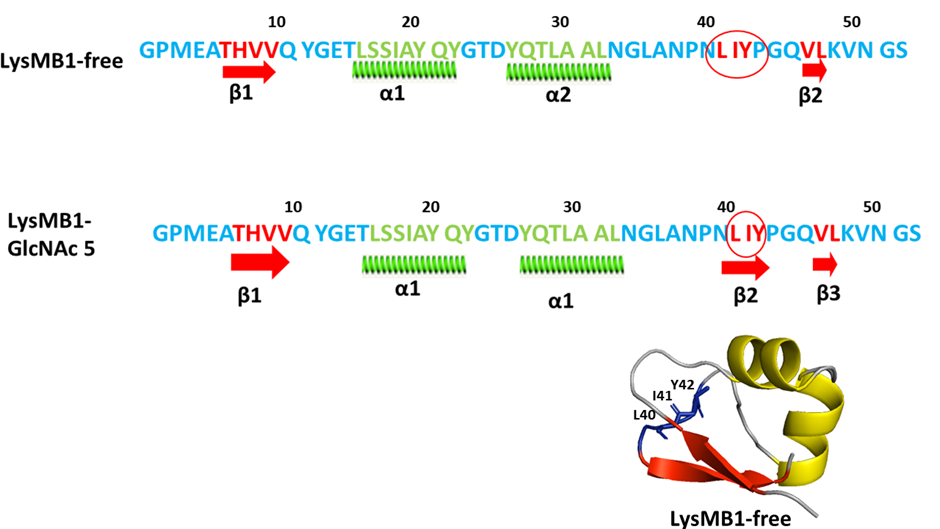 10 20 30 40 50
LysMB1-free GPMEATHVVQ YGETLSSIAY QYGTDYQTLA ALNGLANPNL IYPGQVLKVN GS
β1 α1 α2 β2
10 20 30 40 50
LysMB1-
GlcNAc 5
GPMEATHVVQ YGETLSSIAY QYGTDYQTLA ALNGLANPNL IYPGQVLKVN GS
β1 α1 α1 β2 β3
Y42
I41
L40
LysMB1-free